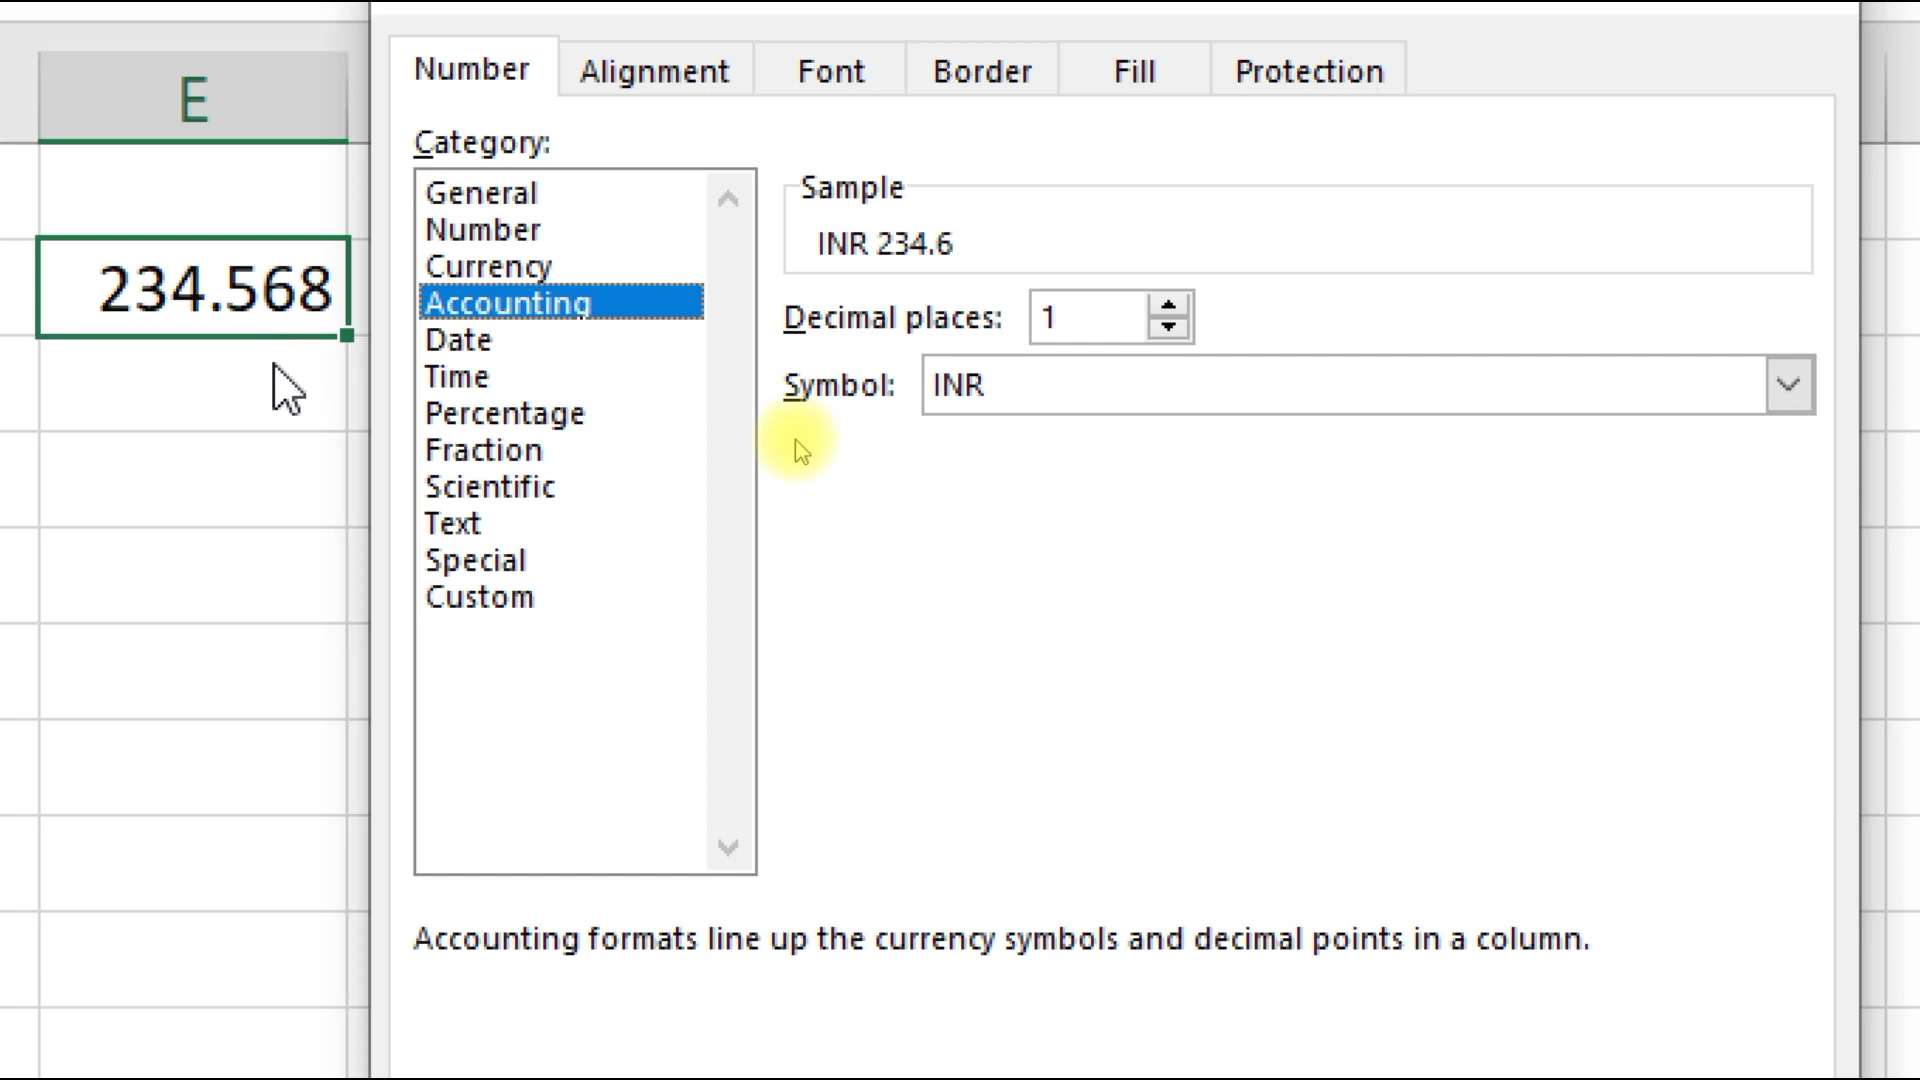 E
234.568
Number Alignment Font Border Fill Protection
Category:
General
Number
Currency
Accounting
Date
Time
Percentage
Fraction
Scientific
Text
Special
Custom
Sample
INR 234.6
Decimal places: 1
Symbol: INR
Accounting formats line up the currency symbols and decimal points in a column.